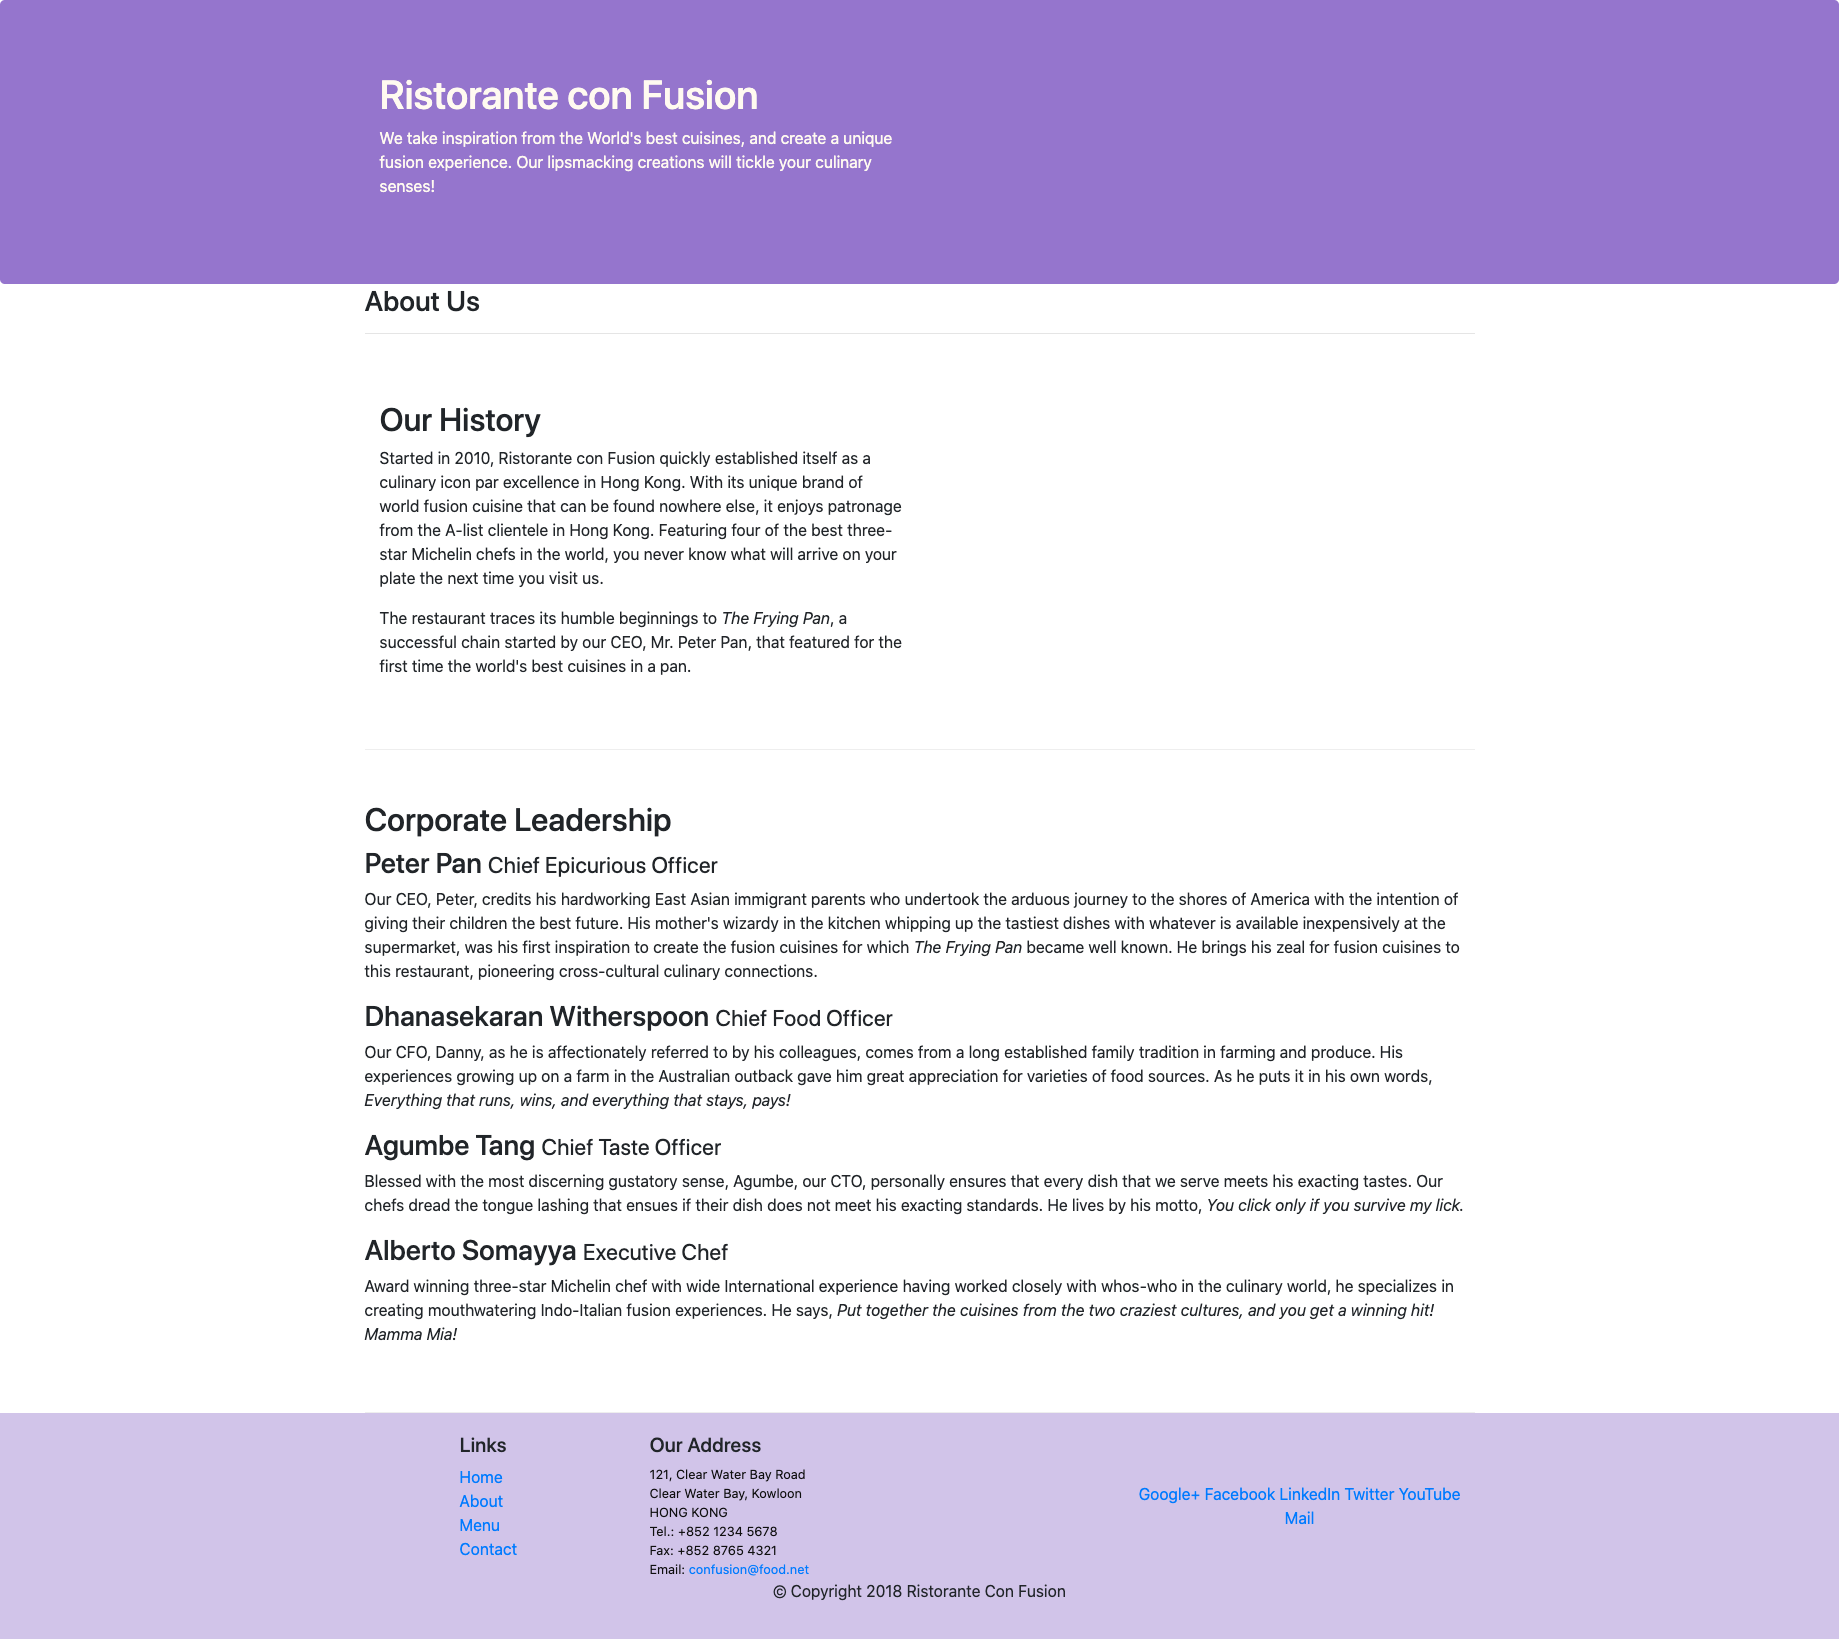 Ristorante con Fusion
We take inspiration from the World's best cuisines, and create a unique
fusion experience. Our lipsmacking creations will tickle your culinary
senses!
About Us
Our History
Started in 2010, Ristorante con Fusion quickly established itself as a
culinary icon par excellence in Hong Kong. With its unique brand of
world fusion cuisine that can be found nowhere else, it enjoys patronage
from the A-list clientele in Hong Kong. Featuring four of the best three-
star Michelin chefs in the world, you never know what will arrive on your
plate the next time you visit us.
The restaurant traces its humble beginnings to The Frying Pan, a
successful chain started by our CEO, Mr. Peter Pan, that featured for the
first time the world's best cuisines in a pan.
Corporate Leadership
Peter Pan Chief Epicurious Officer
Our CEO, Peter, credits his hardworking East Asian immigrant parents who undertook the arduous journey to the shores of America with the intention of
giving their children the best future. His mother's wizardy in the kitchen whipping up the tastiest dishes with whatever is available inexpensively at the
supermarket, was his first inspiration to create the fusion cuisines for which The Frying Pan became well known. He brings his zeal for fusion cuisines to
this restaurant, pioneering cross-cultural culinary connections.
Dhanasekaran Witherspoon Chief Food Officer
Our CFO, Danny, as he is affectionately referred to by his colleagues, comes from a long established family tradition in farming and produce. His
experiences growing up on a farm in the Australian outback gave him great appreciation for varieties of food sources. As he puts it in his own words,
Everything that runs, wins, and everything that stays, pays!
Agumbe Tang Chief Taste Officer
Blessed with the most discerning gustatory sense, Agumbe, our CTO, personally ensures that every dish that we serve meets his exacting tastes. Our
chefs dread the tongue lashing that ensues if their dish does not meet his exacting standards. He lives by his motto, You click only if you survive my lick.
Alberto Somayya Executive Chef
Award winning three-star Michelin chef with wide International experience having worked closely with whos-who in the culinary world, he specializes in
creating mouthwatering Indo-Italian fusion experiences. He says, Put together the cuisines from the two craziest cultures, and you get a winning hit!
Mamma Mia!
Links
Home
About
Menu
Contact
Our Address
121, Clear Water Bay Road
Clear Water Bay, Kowloon
HONG KONG
Tel.: +852 1234 5678
Fax: +852 8765 4321
Email: confusion@food.net
Google+ Facebook LinkedIn Twitter YouTube
Mail
© Copyright 2018 Ristorante Con Fusion